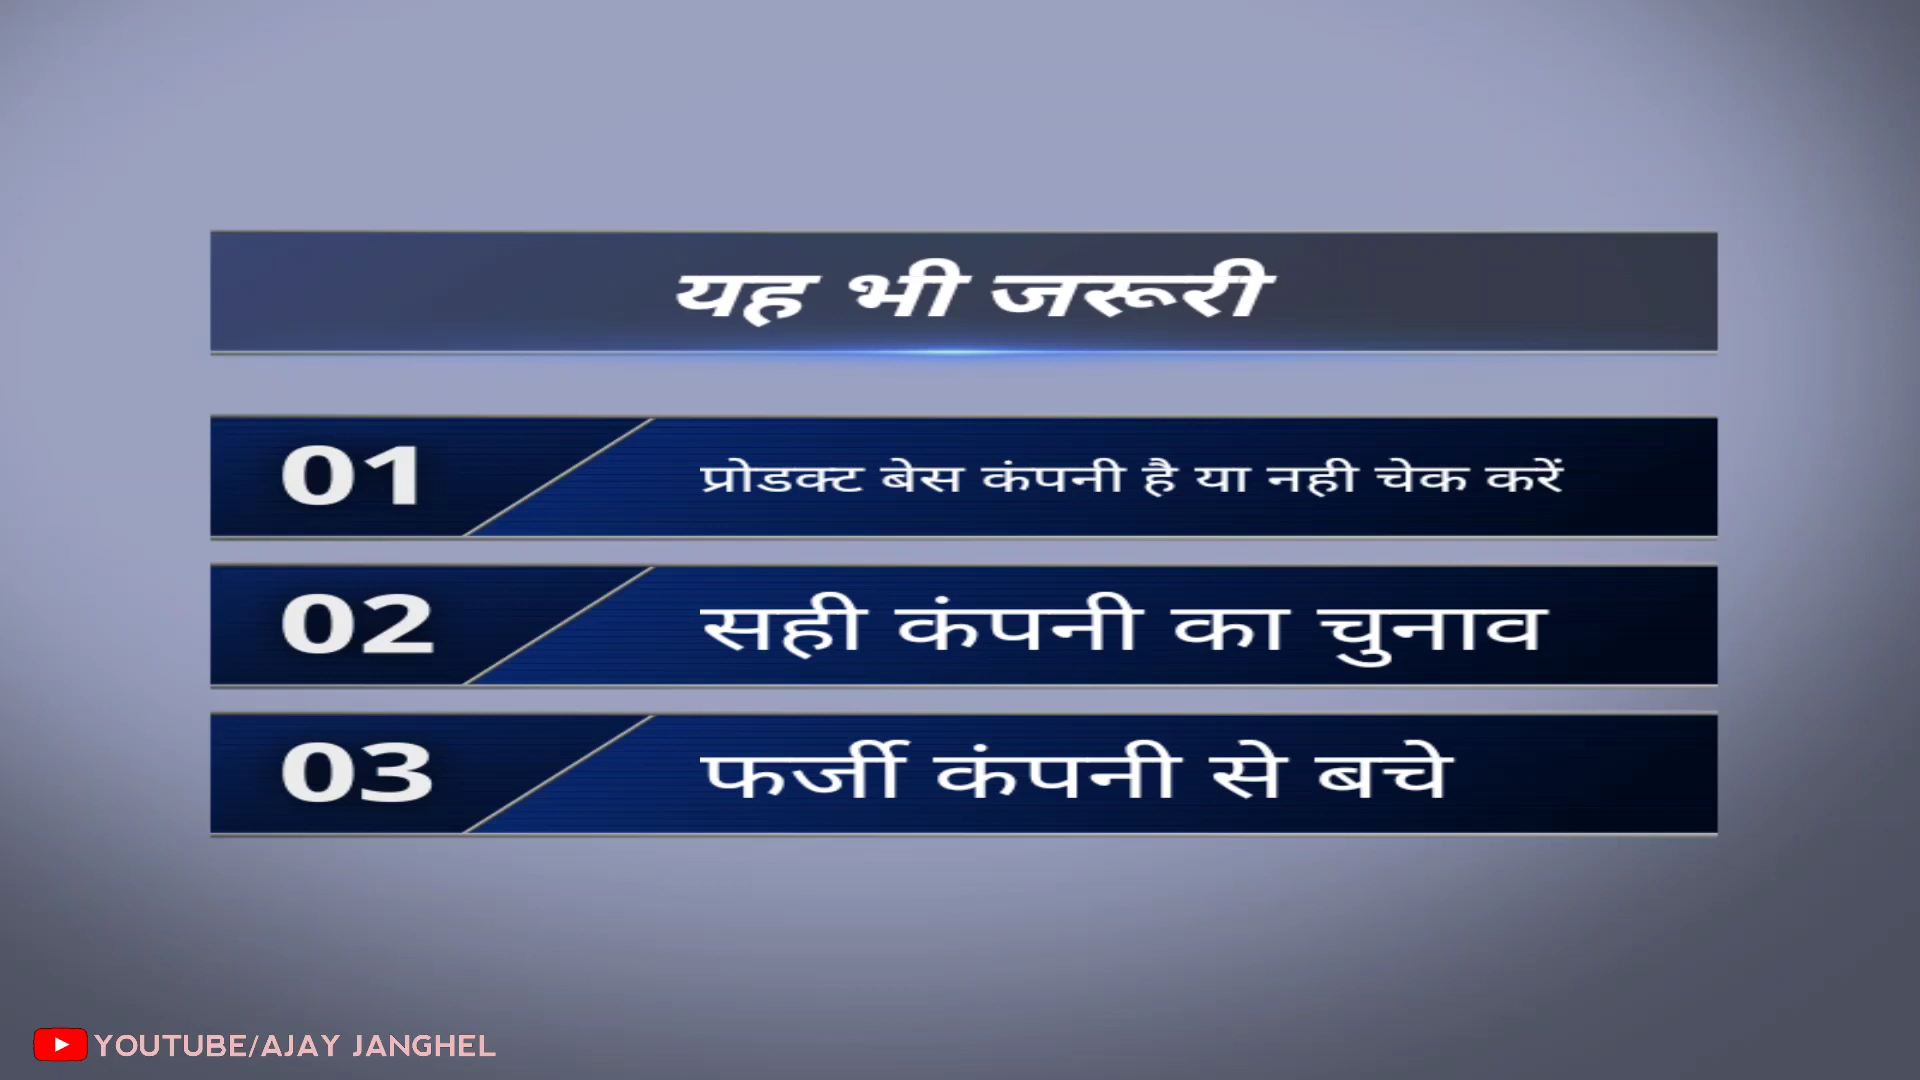 यह भी जरूरी
01 प्रोडक्ट बेस कंपनी है या नही चेक करें
02 सही कंपनी का चुनाव
03 फर्जी कंपनी से बचे
YOUTUBE/AJAY JANGHEL